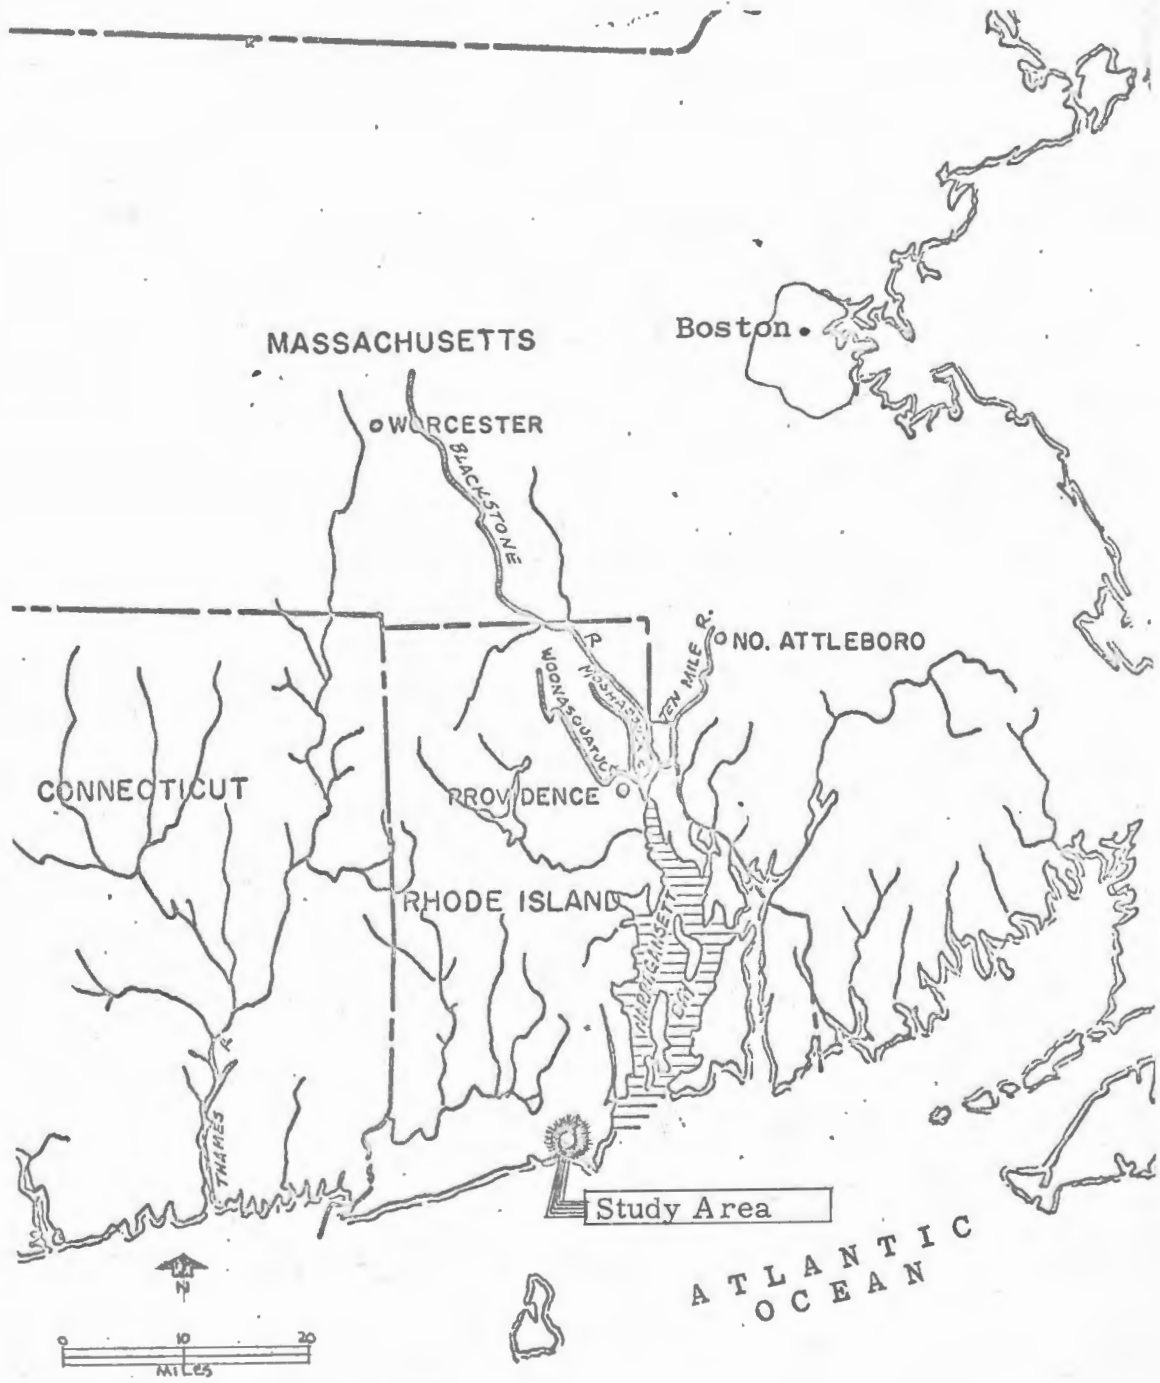 Boston
MASSACHUSETTS
WORCESTER
BLACKSTONE
R.
NO. ATTLEBORO
TEN MILE R.
WOONASQUATUCK
CONNECTICUT
PROVIDENCE
RHODE ISLAND
THAMES R.
Study Area
ATLANTIC
OCEAN
N
0 10 20
MILES